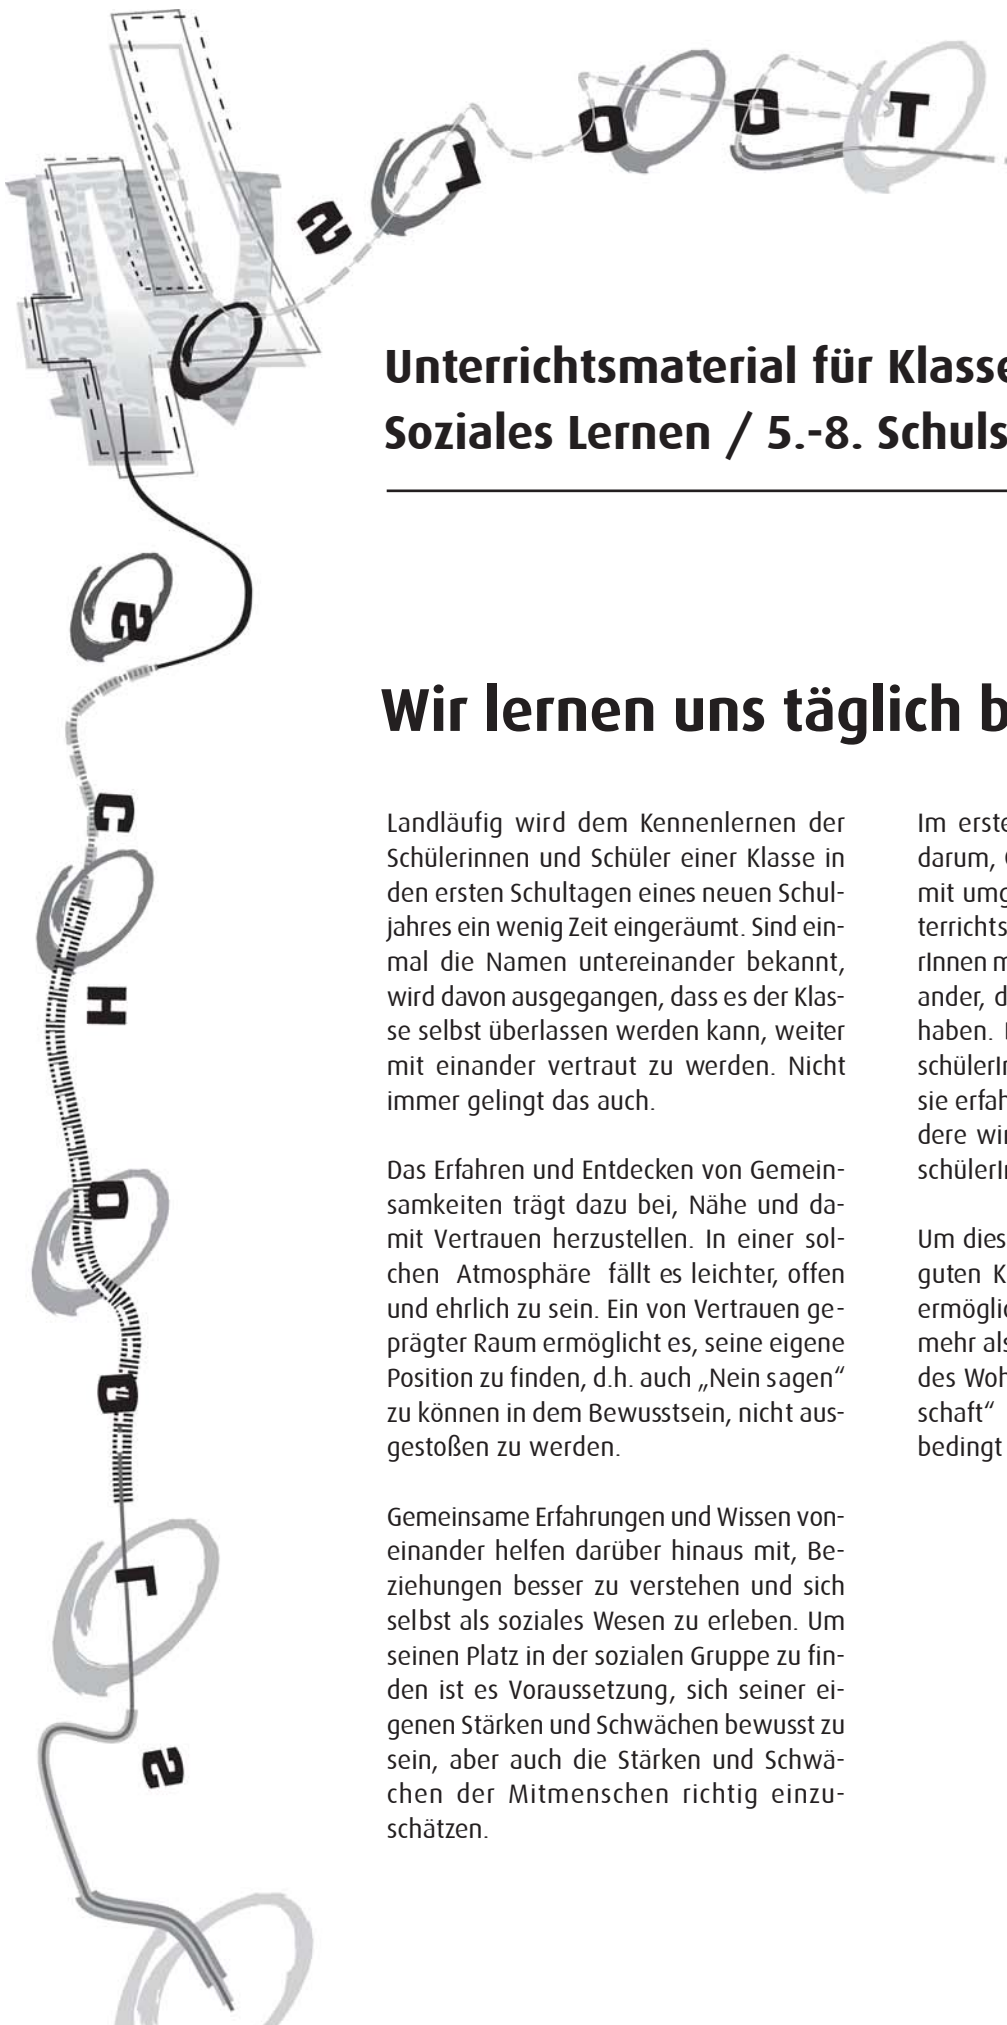 TOOLS
Unterrichtsmaterial für Klasse
Soziales Lernen / 5.-8. Schuls
SCHOOLS
Wir lernen uns täglich b
Landläufig wird dem Kennenlernen der
Schülerinnen und Schüler einer Klasse in
den ersten Schultagen eines neuen Schul-
jahres ein wenig Zeit eingeräumt. Sind ein-
mal die Namen untereinander bekannt,
wird davon ausgegangen, dass es der Klas-
se selbst überlassen werden kann, weiter
mit einander vertraut zu werden. Nicht
immer gelingt das auch.
Das Erfahren und Entdecken von Gemein-
samkeiten trägt dazu bei, Nähe und da-
mit Vertrauen herzustellen. In einer sol-
chen Atmosphäre fällt es leichter, offen
und ehrlich zu sein. Ein von Vertrauen ge-
prägter Raum ermöglicht es, seine eigene
Position zu finden, d.h. auch „Nein sagen“
zu können in dem Bewusstsein, nicht aus-
gestoßen zu werden.
Gemeinsame Erfahrungen und Wissen von-
einander helfen darüber hinaus mit, Be-
ziehungen besser zu verstehen und sich
selbst als soziales Wesen zu erleben. Um
seinen Platz in der sozialen Gruppe zu fin-
den ist es Voraussetzung, sich seiner ei-
genen Stärken und Schwächen bewusst zu
sein, aber auch die Stärken und Schwä-
chen der Mitmenschen richtig einzu-
schätzen.
Im erste
darum,
mit umg
terrichts
rInnen m
ander, d
haben.
schülerIn
sie erfah
dere wir
schülerIn
Um dies
guten K
ermöglic
mehr als
des Woh
schaft“
bedingt